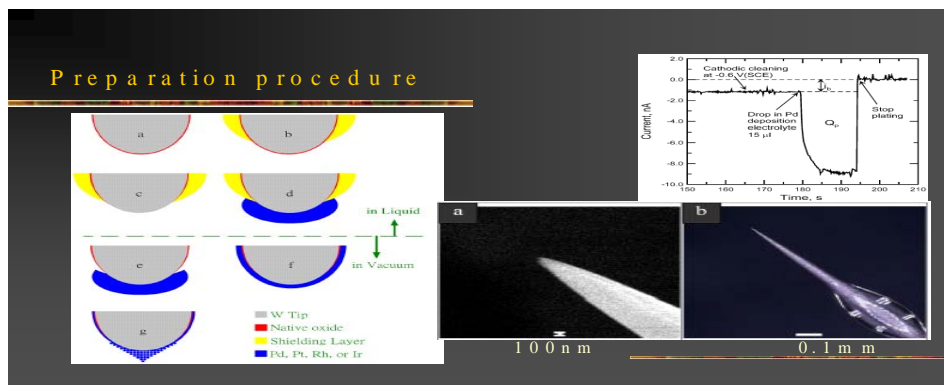 Preparation procedure
a
b
c
d
in Liquid
in Vacuum
e
f
g
W Tip
Native oxide
Shielding Layer
Pd, Pt, Rh, or Ir
2.0
0.0
-2.0
-4.0
-6.0
-8.0
-10.0
Current, nA
Cathodic cleaning
at -0.6 V(SCE)
Drop in Pd
deposition
electrolyte
15 µl
Qp
Stop
plating
150
160
170
180
190
200
210
Time, s
a
b
100nm
0.1mm